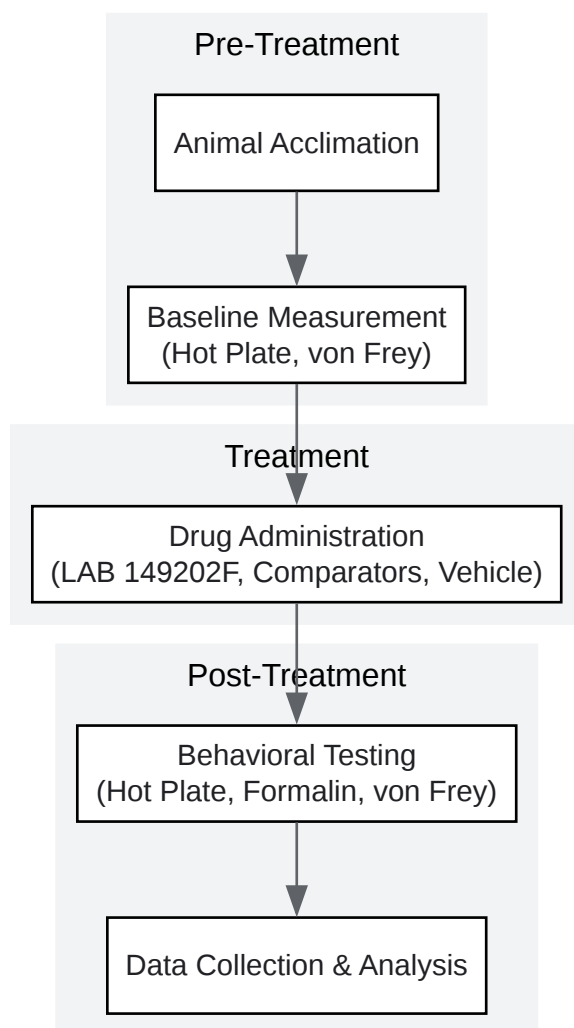 Pre-Treatment
Animal Acclimation
Baseline Measurement
(Hot Plate, von Frey)
Treatment
Drug Administration
(LAB 149202F, Comparators, Vehicle)
Post-Treatment
Behavioral Testing
(Hot Plate, Formalin, von Frey)
Data Collection & Analysis